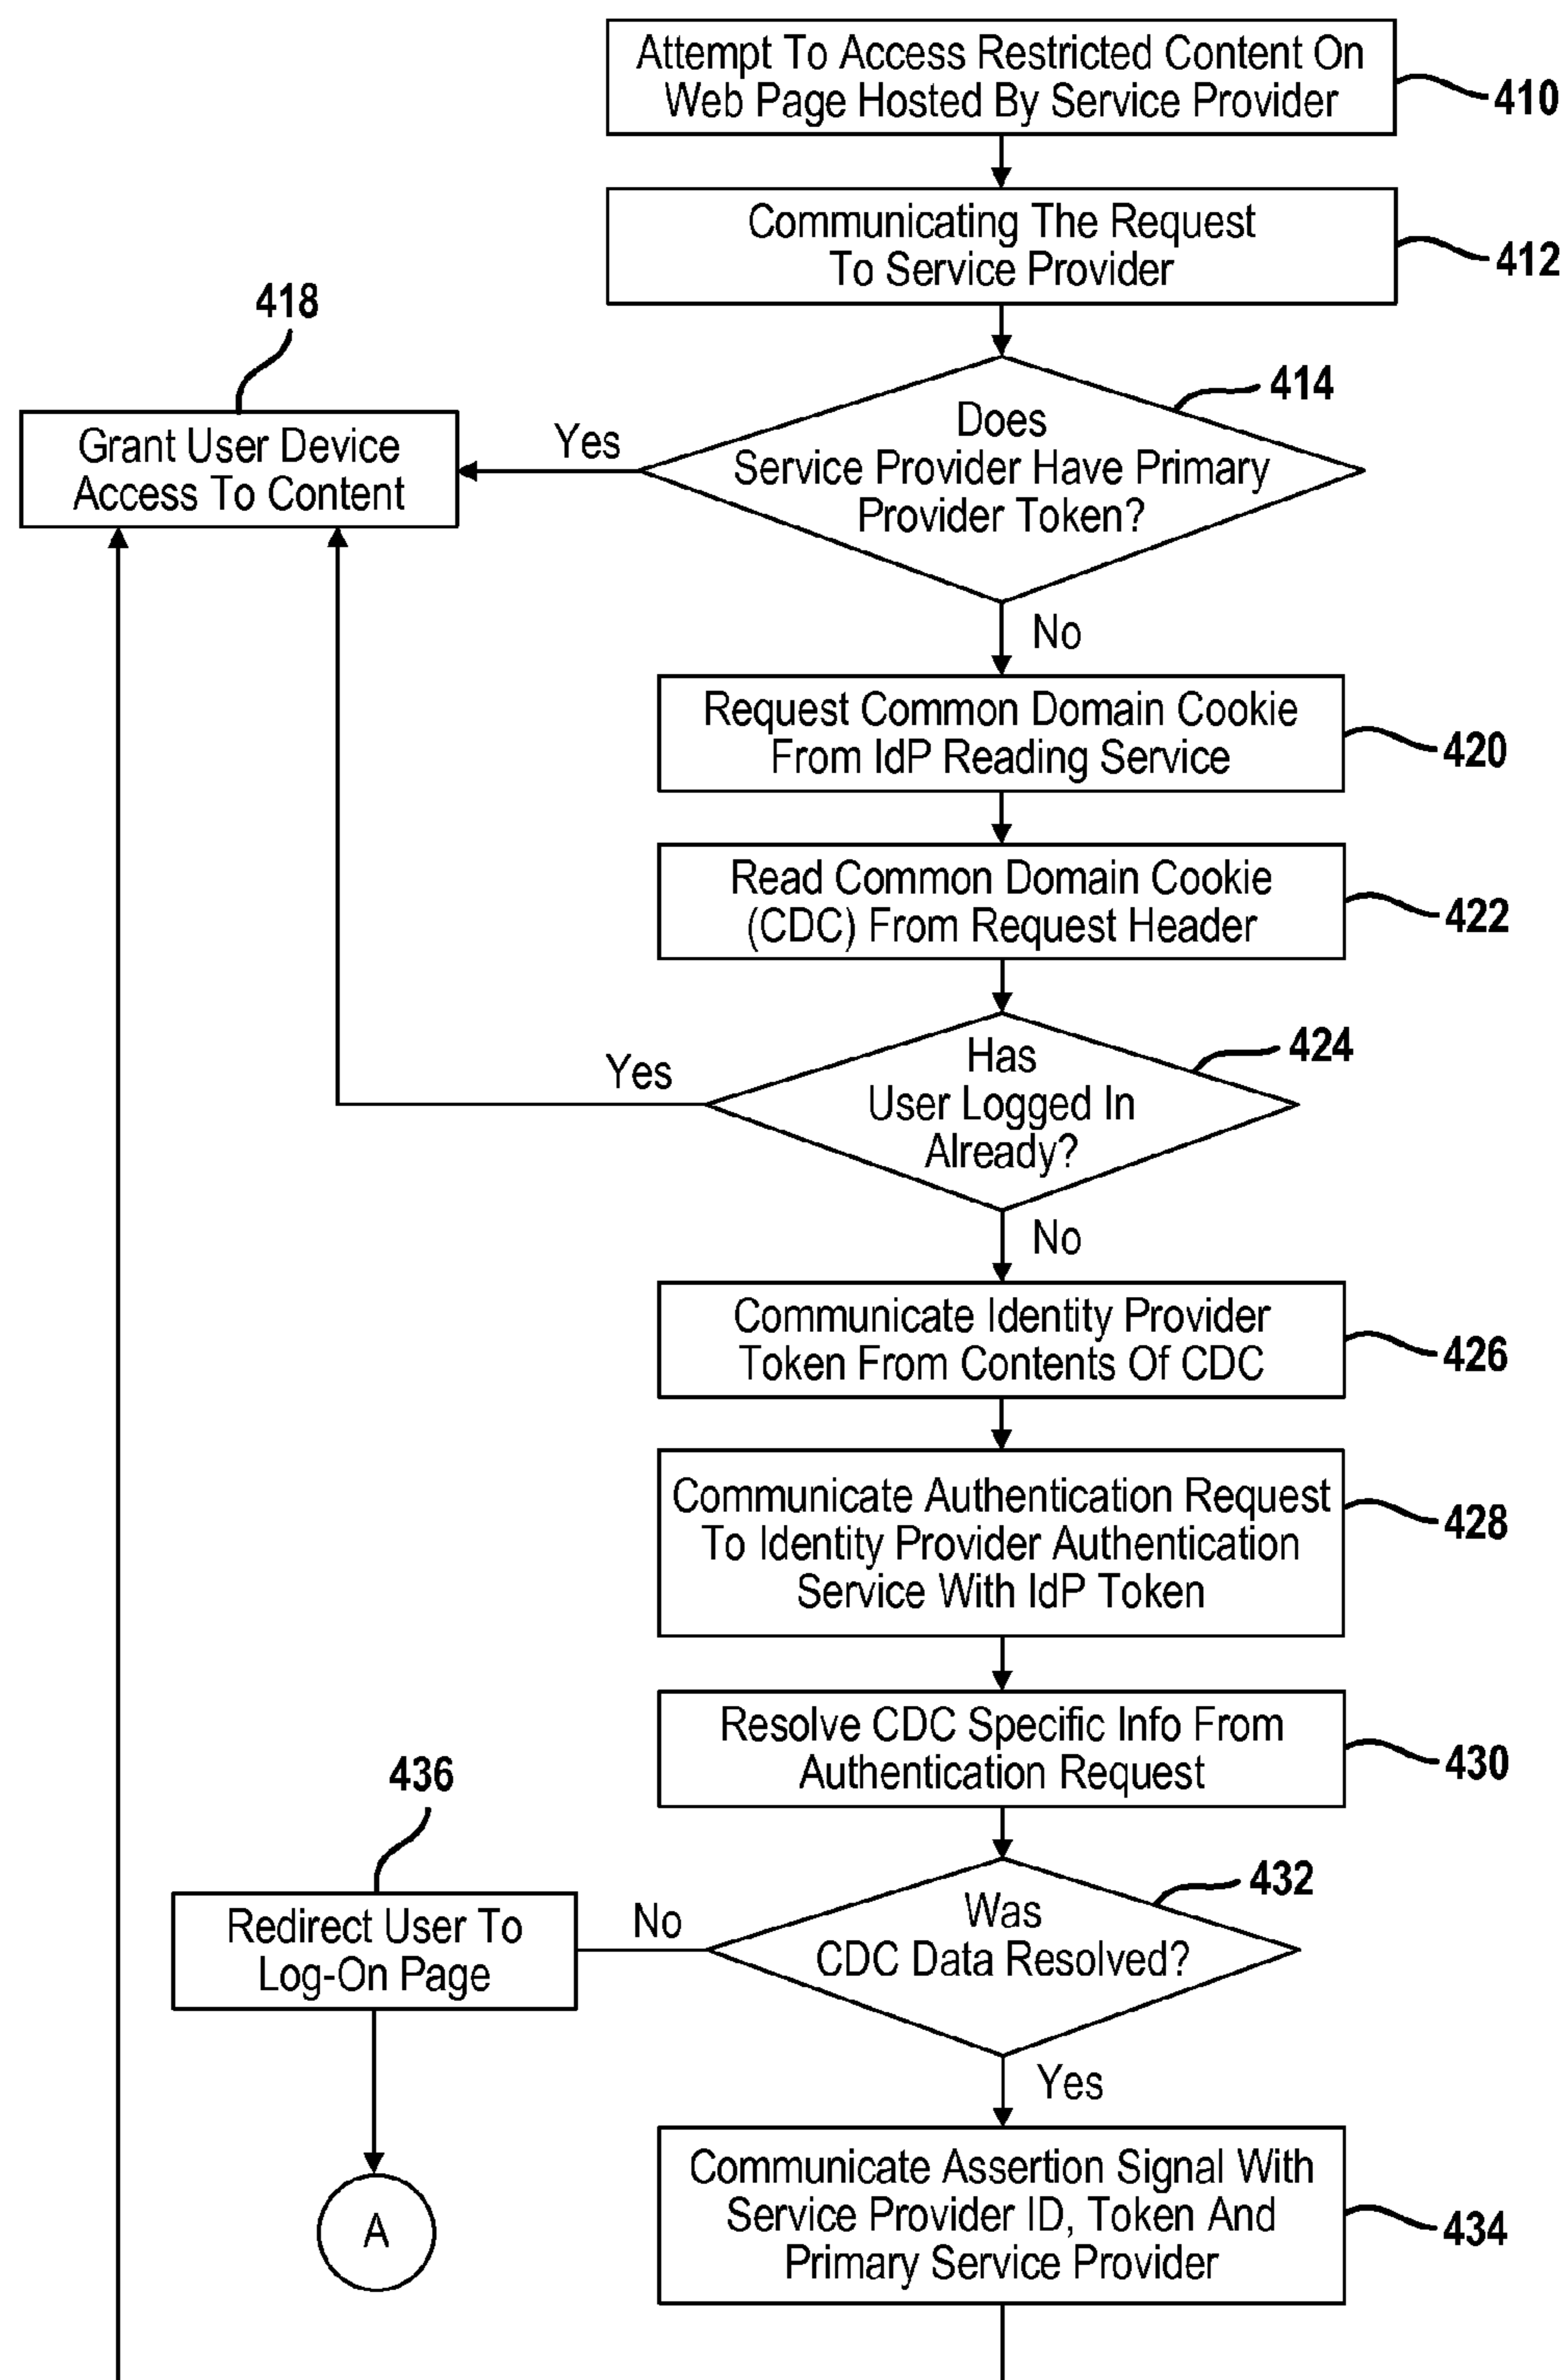 Attempt To Access Restricted Content On
Web Page Hosted By Service Provider
410
Communicating The Request
To Service Provider
412
418
414
Grant User Device
Access To Content
Yes
Does
Service Provider Have Primary
Provider Token?
No
Request Common Domain Cookie
From IdP Reading Service
420
Read Common Domain Cookie
(CDC) From Request Header
422
424
Yes
Has
User Logged In
Already?
No
Communicate Identity Provider
Token From Contents Of CDC
426
Communicate Authentication Request
To Identity Provider Authentication
Service With IdP Token
428
Resolve CDC Specific Info From
Authentication Request
430
436
432
Redirect User To
Log-On Page
No
Was
CDC Data Resolved?
Yes
A
Communicate Assertion Signal With
Service Provider ID, Token And
Primary Service Provider
434